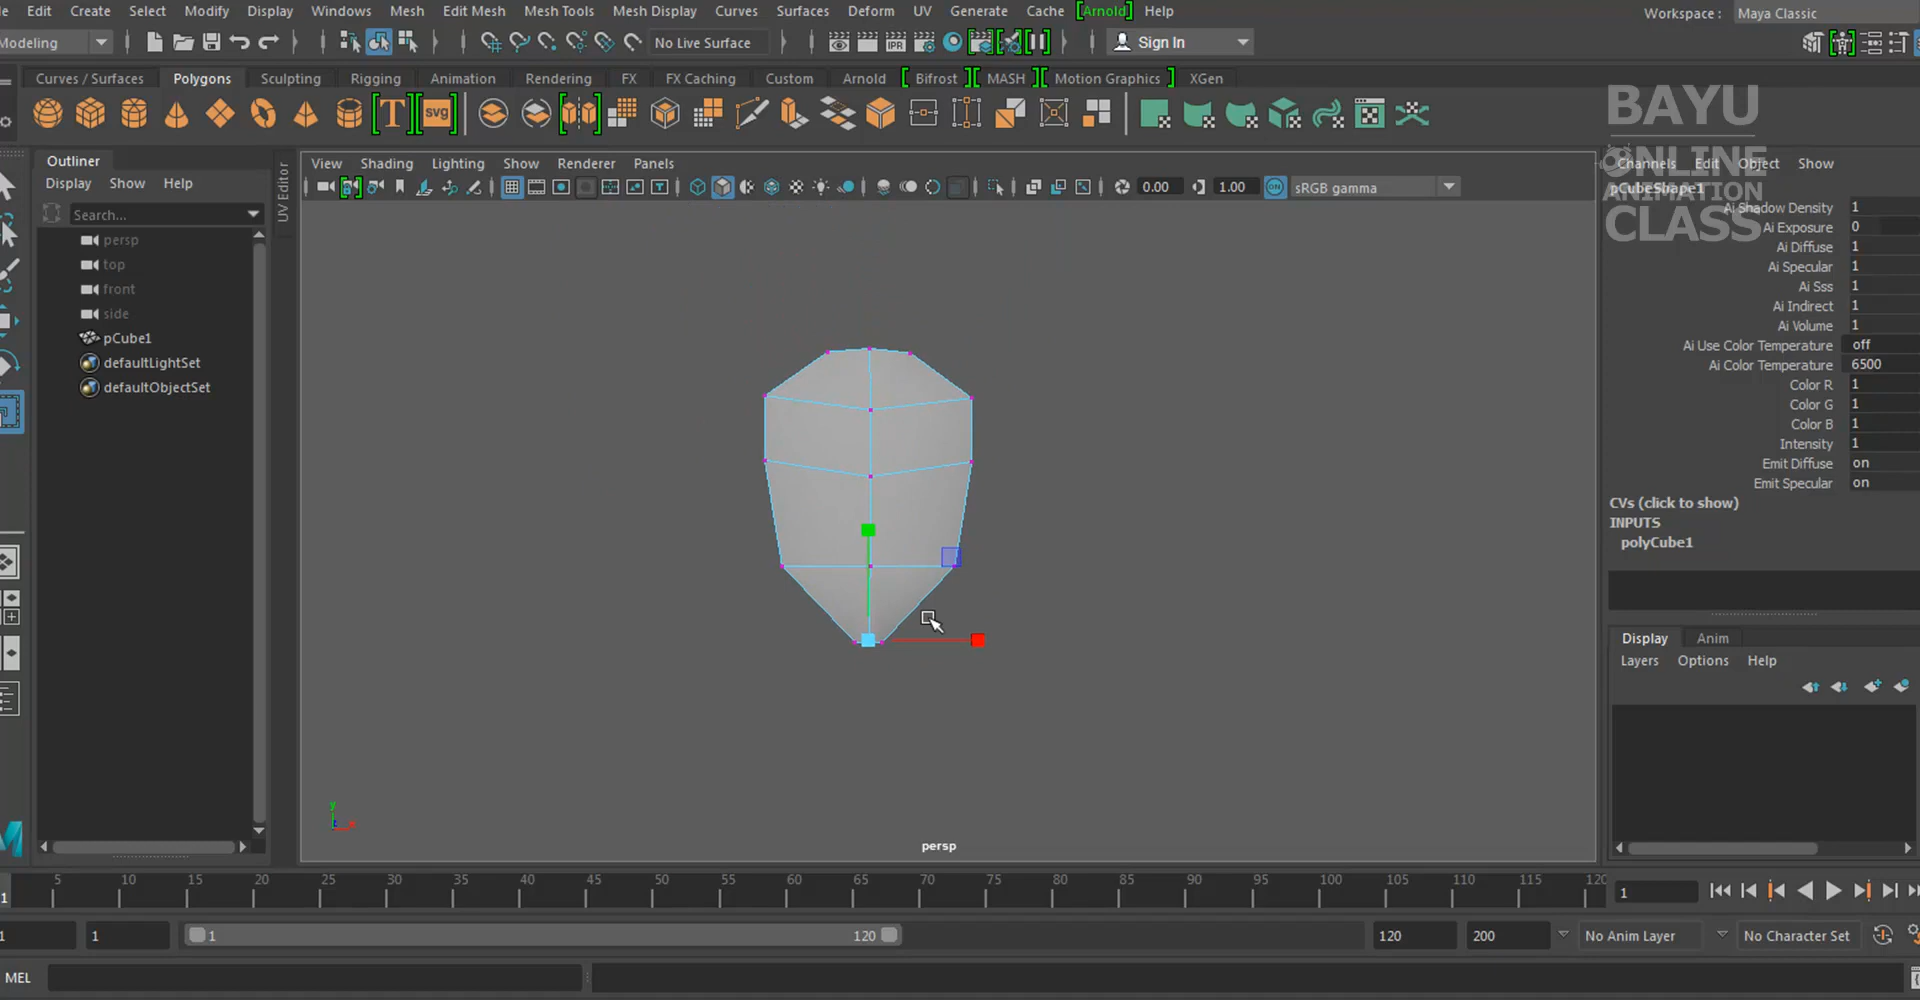 Edit Create Select Modify Display Windows Mesh Edit Mesh Mesh Tools Mesh Display Curves Surfaces Deform UV Generate Cache [Arnold] Help
Workspace : Maya Classic
Modeling No Live Surface IPR Sign In
Curves / Surfaces Polygons Sculpting Rigging Animation Rendering FX FX Caching Custom Arnold [ Bifrost ] [ MASH ] [ Motion Graphics ] XGen
T svg
BAYU
ONLINE
ANIMATION
CLASS
Outliner
Display Show Help
Search...
persp
top
front
side
pCube1
defaultLightSet
defaultObjectSet
UV Editor
View Shading Lighting Show Renderer Panels
0.00 1.00 ON sRGB gamma
y
x
persp
Channels Edit Object Show
pCubeShape1
Ai Shadow Density 1
Ai Exposure 0
Ai Diffuse 1
Ai Specular 1
Ai Sss 1
Ai Indirect 1
Ai Volume 1
Ai Use Color Temperature off
Ai Color Temperature 6500
Color R 1
Color G 1
Color B 1
Intensity 1
Emit Diffuse on
Emit Specular on
CVs (click to show)
INPUTS
polyCube1
Display Anim
Layers Options Help
1 5 10 15 20 25 30 35 40 45 50 55 60 65 70 75 80 85 90 95 100 105 110 115 120
1
1 1 1 120 120 200 No Anim Layer No Character Set
MEL